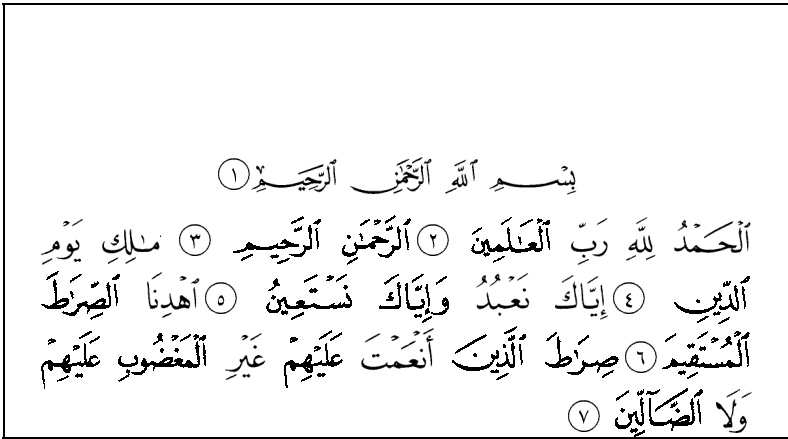 بِسْمِ ٱللَّهِ ٱلرَّحْمَٰنِ ٱلرَّحِيمِ ١
ٱلْحَمْدُ لِلَّهِ رَبِّ ٱلْعَٰلَمِينَ ٢ ٱلرَّحْمَٰنِ ٱلرَّحِيمِ ٣ مَٰلِكِ يَوْمِ
ٱلدِّينِ ٤ إِيَّاكَ نَعْبُدُ وَإِيَّاكَ نَسْتَعِينُ ٥ ٱهْدِنَا ٱلصِّرَٰطَ
ٱلْمُسْتَقِيمَ ٦ صِرَٰطَ ٱلَّذِينَ أَنْعَمْتَ عَلَيْهِمْ غَيْرِ ٱلْمَغْضُوبِ عَلَيْهِمْ
وَلَا ٱلضَّآلِّينَ ٧